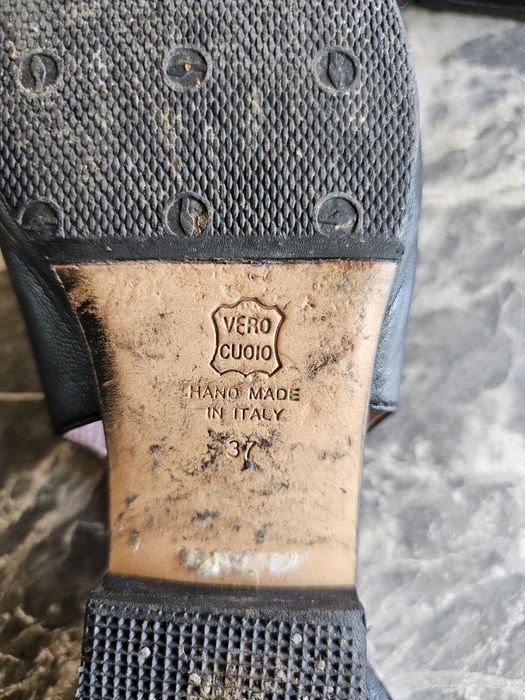 VERO
CUOIO
HAND MADE
IN ITALY
37